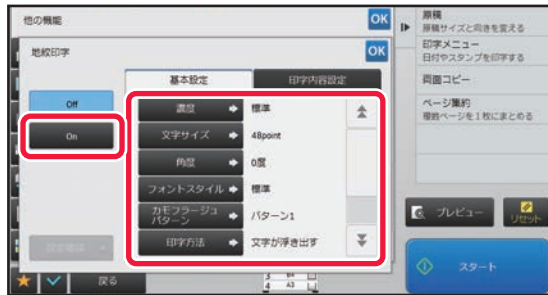 他の機能
OK
地紋印字
OK
Off
On
基本設定
印字内容設定
濃度
標準
文字サイズ
48point
角度
0度
フォントスタイル
標準
カモフラージュ
パターン
パターン1
印字方法
文字が浮き出す
戻る
3 B4
4 A3
原稿
原稿サイズと向きを変える
印字メニュー
日付やスタンプを印字する
両面コピー
ページ集約
複数ページを1枚にまとめる
プレビュー
リセット
スタート